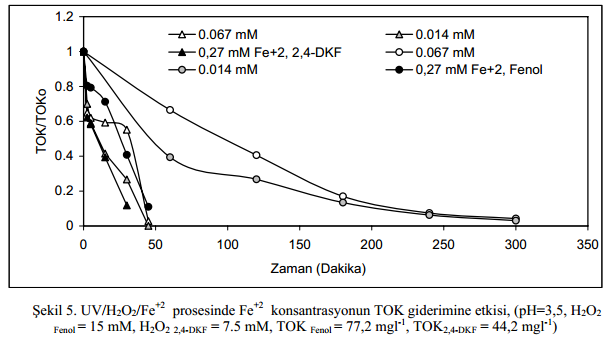 1.2
1
0.8
0.6
0.4
0.2
0
TOK/TOKo
0.067 mM
0.014 mM
0,27 mM Fe+2, 2,4-DKF
0.067 mM
0.014 mM
0,27 mM Fe+2, Fenol
0 50 100 150 200 250 300 350
Zaman (Dakika)
Şekil 5. UV/H2O2/Fe+2 prosesinde Fe+2 konsantrasyonun TOK giderimine etkisi, (pH=3,5, H2O2
Fenol = 15 mM, H2O2 2,4-DKF = 7.5 mM, TOK Fenol = 77,2 mgl-1, TOK2,4-DKF = 44,2 mgl-1)